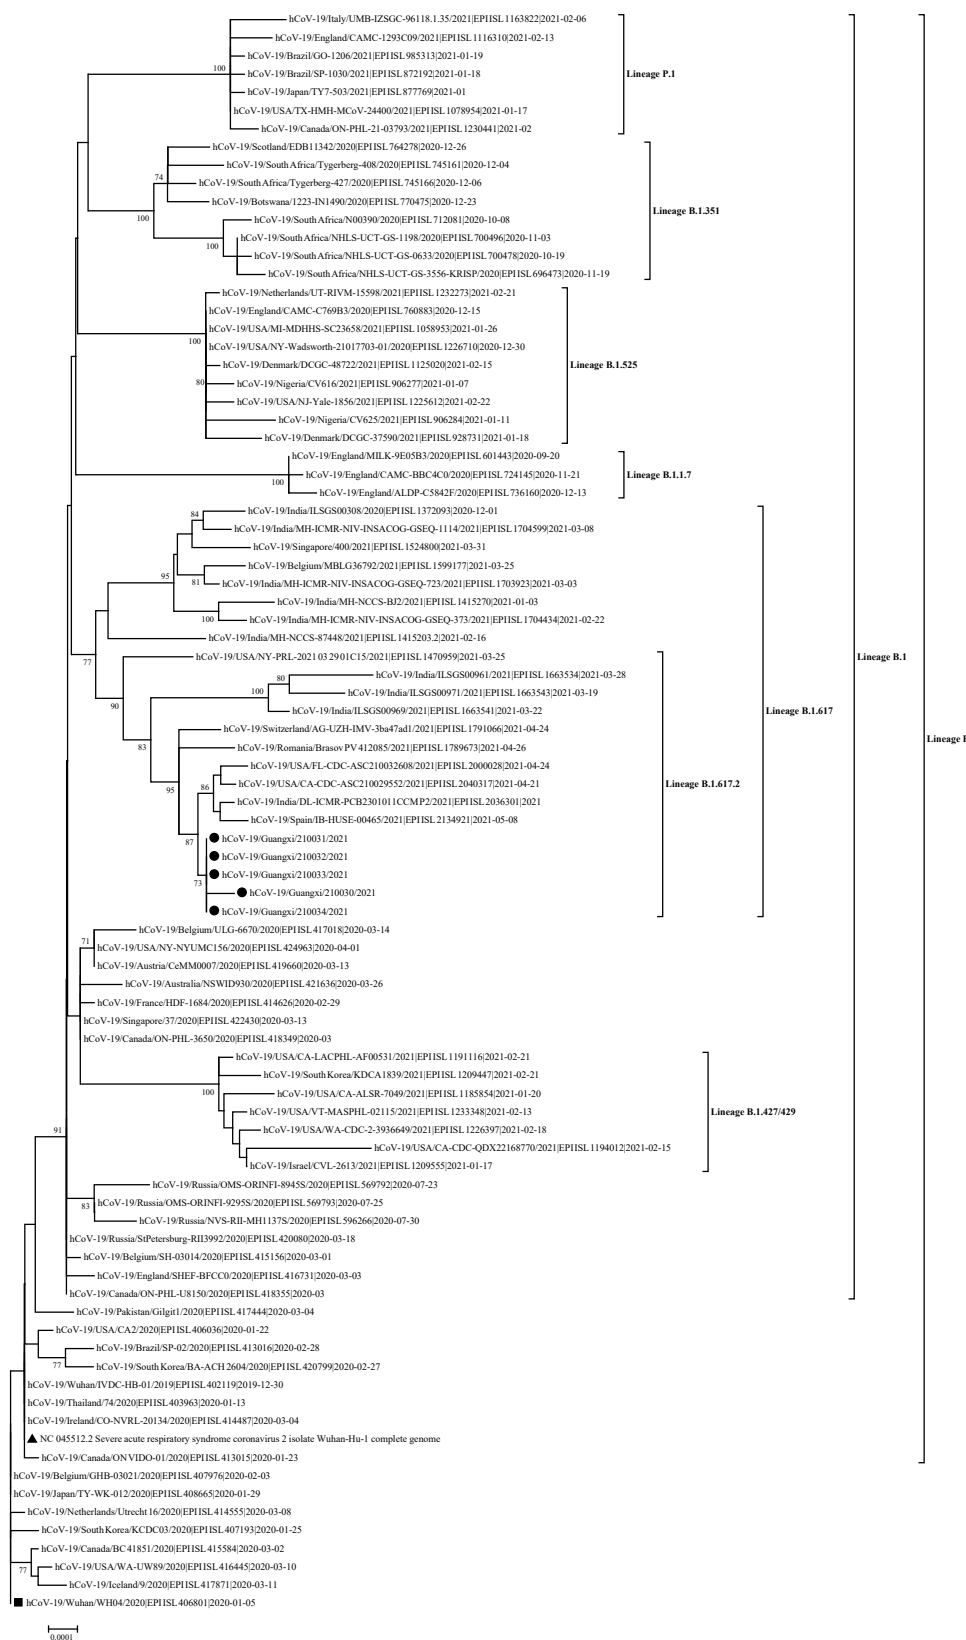 hCoV-19/Italy/UMB-IZSGC-96118.1.35/2021|EPIISL1163822|2021-02-06
hCoV-19/England/CAMC-1293C09/2021|EPIISL1116310|2021-02-13
hCoV-19/Brazil/GO-1206/2021|EPIISL985313|2021-01-19
100
hCoV-19/Brazil/SP-1030/2021|EPIISL872192|2021-01-18
Lineage P.1
hCoV-19/Japan/TY7-503/2021|EPIISL877769|2021-01
hCoV-19/USA/TX-HMH-MCoV-24400/2021|EPIISL1078954|2021-01-17
hCoV-19/Canada/ON-PHL-21-03793/2021|EPIISL1230441|2021-02
hCoV-19/Scotland/EDB11342/2020|EPIISL764278|2020-12-26
hCoV-19/South Africa/Tygerberg-408/2020|EPIISL745161|2020-12-04
74
hCoV-19/South Africa/Tygerberg-427/2020|EPIISL745166|2020-12-06
hCoV-19/Botswana/1223-IN1490/2020|EPIISL770475|2020-12-23
Lineage B.1.351
100
hCoV-19/South Africa/N00390/2020|EPIISL712081|2020-10-08
hCoV-19/South Africa/NHLS-UCT-GS-1198/2020|EPIISL700496|2020-11-03
100
hCoV-19/South Africa/NHLS-UCT-GS-0633/2020|EPIISL700478|2020-10-19
hCoV-19/South Africa/NHLS-UCT-GS-3556-KRISP/2020|EPIISL696473|2020-11-19
hCoV-19/Netherlands/UT-RIVM-15598/2021|EPIISL1232273|2021-02-21
hCoV-19/England/CAMC-C769B3/2020|EPIISL760883|2020-12-15
hCoV-19/USA/MI-MDHHS-SC23658/2021|EPIISL1058953|2021-01-26
100
hCoV-19/USA/NY-Wadsworth-21017703-01/2020|EPIISL1226710|2020-12-30
hCoV-19/Denmark/DCGC-48722/2021|EPIISL1125020|2021-02-15
Lineage B.1.525
80
hCoV-19/Nigeria/CV616/2021|EPIISL906277|2021-01-07
hCoV-19/USA/NJ-Yale-1856/2021|EPIISL1225612|2021-02-22
hCoV-19/Nigeria/CV625/2021|EPIISL906284|2021-01-11
hCoV-19/Denmark/DCGC-37590/2021|EPIISL928731|2021-01-18
hCoV-19/England/MILK-9E05B3/2020|EPIISL601443|2020-09-20
hCoV-19/England/CAMC-BBC4C0/2020|EPIISL724145|2020-11-21
Lineage B.1.1.7
100
hCoV-19/England/ALDP-C5842F/2020|EPIISL736160|2020-12-13
84
hCoV-19/India/ILSGS00308/2020|EPIISL1372093|2020-12-01
hCoV-19/India/MH-ICMR-NIV-INSACOG-GSEQ-1114/2021|EPIISL1704599|2021-03-08
hCoV-19/Singapore/400/2021|EPIISL1524800|2021-03-31
hCoV-19/Belgium/MBLG36792/2021|EPIISL1599177|2021-03-25
95
81
hCoV-19/India/MH-ICMR-NIV-INSACOG-GSEQ-723/2021|EPIISL1703923|2021-03-03
hCoV-19/India/MH-NCCS-BJ2/2021|EPIISL1415270|2021-01-03
100
hCoV-19/India/MH-ICMR-NIV-INSACOG-GSEQ-373/2021|EPIISL1704434|2021-02-22
hCoV-19/India/MH-NCCS-87448/2021|EPIISL1415203.2|2021-02-16
77
hCoV-19/USA/NY-PRL-2021 03 29 01C15/2021|EPIISL1470959|2021-03-25
Lineage B.1
hCoV-19/India/ILSGS00961/2021|EPIISL1663534|2021-03-28
80
100
hCoV-19/India/ILSGS00971/2021|EPIISL1663543|2021-03-19
90
hCoV-19/India/ILSGS00969/2021|EPIISL1663541|2021-03-22
Lineage B.1.617
hCoV-19/Switzerland/AG-UZH-IMV-3ba47ad1/2021|EPIISL1791066|2021-04-24
83
hCoV-19/Romania/Brasov PV 412085/2021|EPIISL1789673|2021-04-26
Lineage B
hCoV-19/USA/FL-CDC-ASC210032608/2021|EPIISL2000028|2021-04-24
95
86
hCoV-19/USA/CA-CDC-ASC210029552/2021|EPIISL2040317|2021-04-21
Lineage B.1.617.2
hCoV-19/India/DL-ICMR-PCB2301011CCMP2/2021|EPIISL2036301|2021
hCoV-19/Spain/IB-HUSE-00465/2021|EPIISL2134921|2021-05-08
87
hCoV-19/Guangxi/210031/2021
hCoV-19/Guangxi/210032/2021
hCoV-19/Guangxi/210033/2021
73
hCoV-19/Guangxi/210030/2021
hCoV-19/Guangxi/210034/2021
hCoV-19/Belgium/ULG-6670/2020|EPIISL417018|2020-03-14
71
hCoV-19/USA/NY-NYUMC156/2020|EPIISL424963|2020-04-01
hCoV-19/Austria/CeMM0007/2020|EPIISL419660|2020-03-13
hCoV-19/Australia/NSWID930/2020|EPIISL421636|2020-03-26
hCoV-19/France/HDF-1684/2020|EPIISL414626|2020-02-29
hCoV-19/Singapore/37/2020|EPIISL422430|2020-03-13
hCoV-19/Canada/ON-PHL-3650/2020|EPIISL418349|2020-03
hCoV-19/USA/CA-LACPHL-AF00531/2021|EPIISL1191116|2021-02-21
hCoV-19/South Korea/KDCA1839/2021|EPIISL1209447|2021-02-21
100
hCoV-19/USA/CA-ALSR-7049/2021|EPIISL1185854|2021-01-20
hCoV-19/USA/VT-MASPHL-02115/2021|EPIISL1233348|2021-02-13
Lineage B.1.427/429
hCoV-19/USA/WA-CDC-2-3936649/2021|EPIISL1226397|2021-02-18
91
hCoV-19/USA/CA-CDC-QDX22168770/2021|EPIISL1194012|2021-02-15
hCoV-19/Israel/CVL-2613/2021|EPIISL1209555|2021-01-17
hCoV-19/Russia/OMS-ORINFI-8945S/2020|EPIISL569792|2020-07-23
83
hCoV-19/Russia/OMS-ORINFI-9295S/2020|EPIISL569793|2020-07-25
hCoV-19/Russia/NVS-RII-MH1137S/2020|EPIISL596266|2020-07-30
hCoV-19/Russia/StPetersburg-RII3992/2020|EPIISL420080|2020-03-18
hCoV-19/Belgium/SH-03014/2020|EPIISL415156|2020-03-01
hCoV-19/England/SHEF-BFCC0/2020|EPIISL416731|2020-03-03
hCoV-19/Canada/ON-PHL-U8150/2020|EPIISL418355|2020-03
hCoV-19/Pakistan/Gilgit1/2020|EPIISL417444|2020-03-04
hCoV-19/USA/CA2/2020|EPIISL406036|2020-01-22
hCoV-19/Brazil/SP-02/2020|EPIISL413016|2020-02-28
77
hCoV-19/South Korea/BA-ACH 2604/2020|EPIISL420799|2020-02-27
hCoV-19/Wuhan/IVDC-HB-01/2019|EPIISL402119|2019-12-30
hCoV-19/Thailand/74/2020|EPIISL403963|2020-01-13
hCoV-19/Ireland/CO-NVRL-20134/2020|EPIISL414487|2020-03-04
NC 045512.2 Severe acute respiratory syndrome coronavirus 2 isolate Wuhan-Hu-1 complete genome
hCoV-19/Canada/ON VIDO-01/2020|EPIISL413015|2020-01-23
hCoV-19/Belgium/GHB-03021/2020|EPIISL407976|2020-02-03
hCoV-19/Japan/TY-WK-012/2020|EPIISL408665|2020-01-29
hCoV-19/Netherlands/Utrecht 16/2020|EPIISL414555|2020-03-08
hCoV-19/South Korea/KCDC03/2020|EPIISL407193|2020-01-25
hCoV-19/Canada/BC 41851/2020|EPIISL415584|2020-03-02
77
hCoV-19/USA/WA-UW89/2020|EPIISL416445|2020-03-10
hCoV-19/Iceland/9/2020|EPIISL417871|2020-03-11
hCoV-19/Wuhan/WH04/2020|EPIISL406801|2020-01-05
0.0001